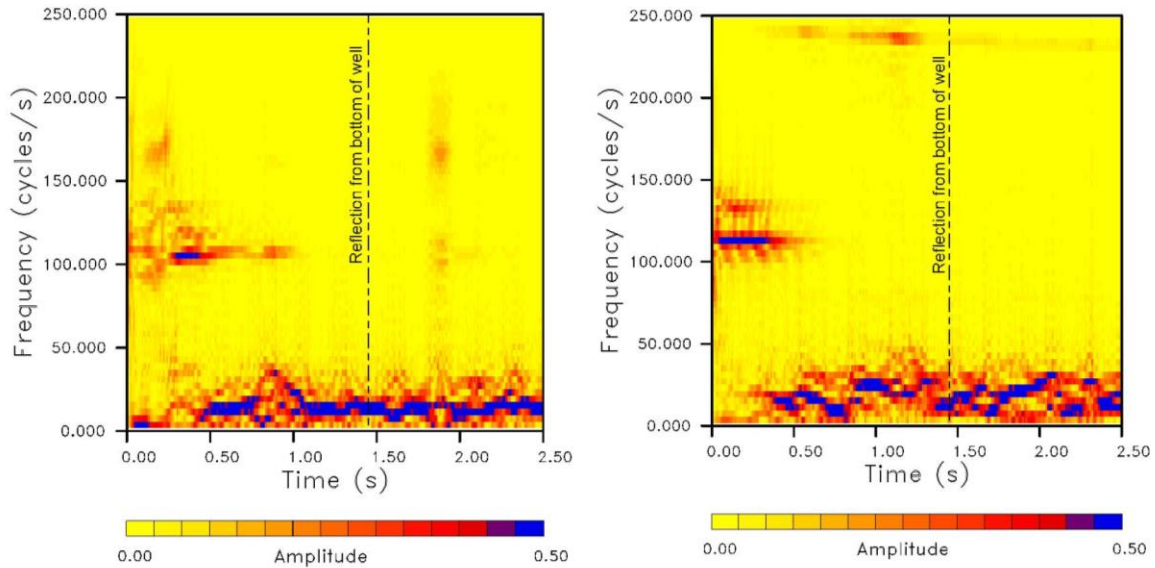 250.000
200.000
150.000
100.000
50.000
0.000
Frequency (cycles/s)
Reflection from bottom of well
0.00 0.50 1.00 1.50 2.00 2.50
Time (s)
0.00 Amplitude 0.50
250.000
200.000
150.000
100.000
50.000
0.000
Frequency (cycles/s)
Reflection from bottom of well
0.00 0.50 1.00 1.50 2.00 2.50
Time (s)
0.00 Amplitude 0.50